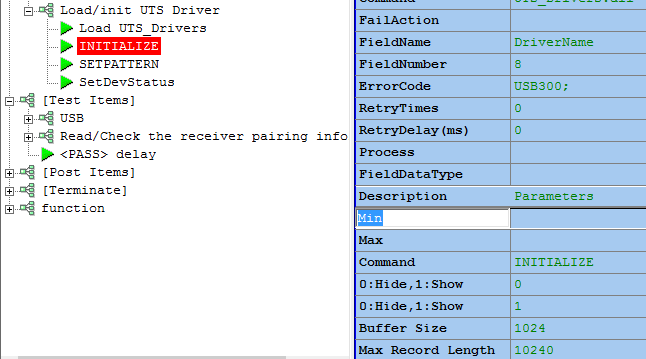 Load/init UTS Driver
Load UTS_Drivers
INITIALIZE
SETPATTERN
SetDevStatus
[Test Items]
USB
Read/Check the receiver pairing info
<PASS> delay
[Post Items]
[Terminate]
function
Command UTS_Drivers.dll
FailAction
FieldName DriverName
FieldNumber 8
ErrorCode USB300;
RetryTimes 0
RetryDelay(ms) 0
Process
FieldDataType
Description Parameters
Min
Max
Command INITIALIZE
0:Hide,1:Show 0
0:Hide,1:Show 1
Buffer Size 1024
Max Record Length 10240